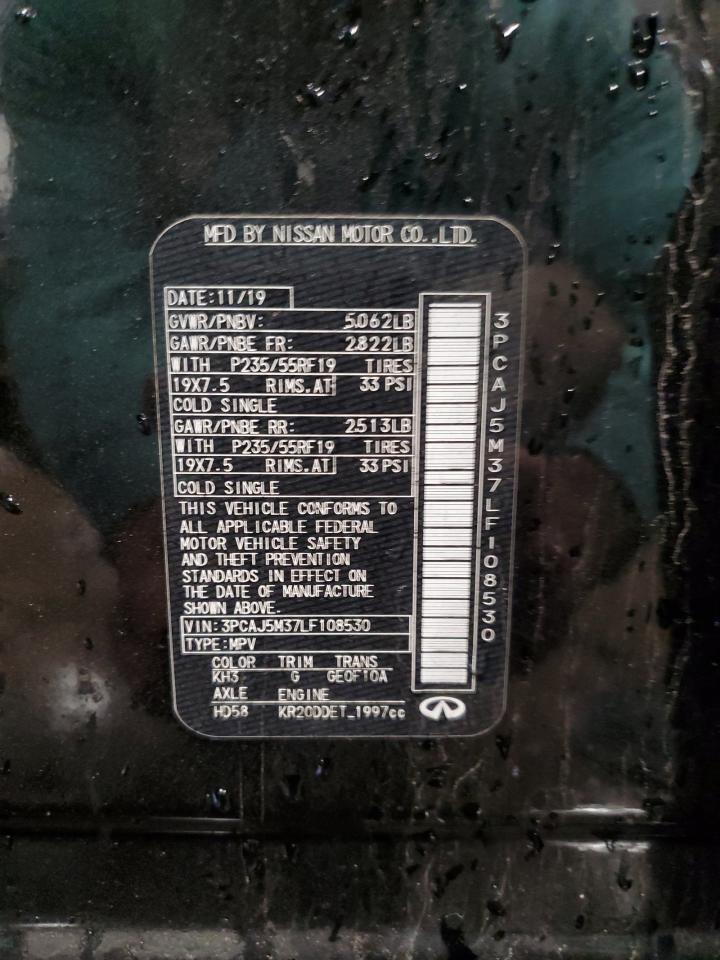 MFD BY NISSAN MOTOR CO.,LTD.
DATE:11/19
GVWR/PNBV: 5062LB
GAWR/PNBE FR: 2822LB
WITH P235/55RF19 TIRES
19X7.5 RIMS.AT 33 PSI
COLD SINGLE
GAWR/PNBE RR: 2513LB
WITH P235/55RF19 TIRES
19X7.5 RIMS.AT 33 PSI
COLD SINGLE
THIS VEHICLE CONFORMS TO
ALL APPLICABLE FEDERAL
MOTOR VEHICLE SAFETY
AND THEFT PREVENTION
STANDARDS IN EFFECT ON
THE DATE OF MANUFACTURE
SHOWN ABOVE.
VIN:3PCAJ5M37LF108530
TYPE:MPV
COLOR TRIM TRANS
KH3 G GE0F10A
AXLE ENGINE
HD58 KR20DDET_1997cc
3PCAJ5M37LF108530